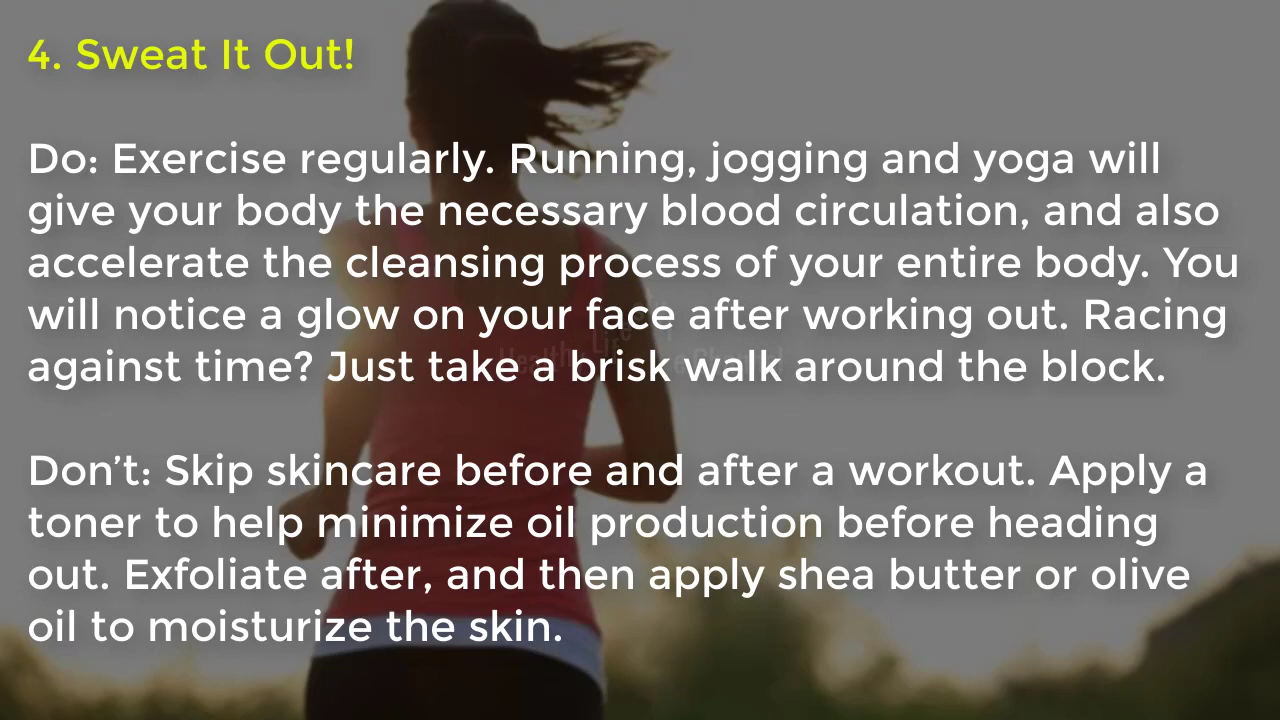 4. Sweat It Out!
Do: Exercise regularly. Running, jogging and yoga will
give your body the necessary blood circulation, and also
accelerate the cleansing process of your entire body. You
will notice a glow on your face after working out. Racing
against time? Just take a brisk walk around the block.
Don’t: Skip skincare before and after a workout. Apply a
toner to help minimize oil production before heading
out. Exfoliate after, and then apply shea butter or olive
oil to moisturize the skin.